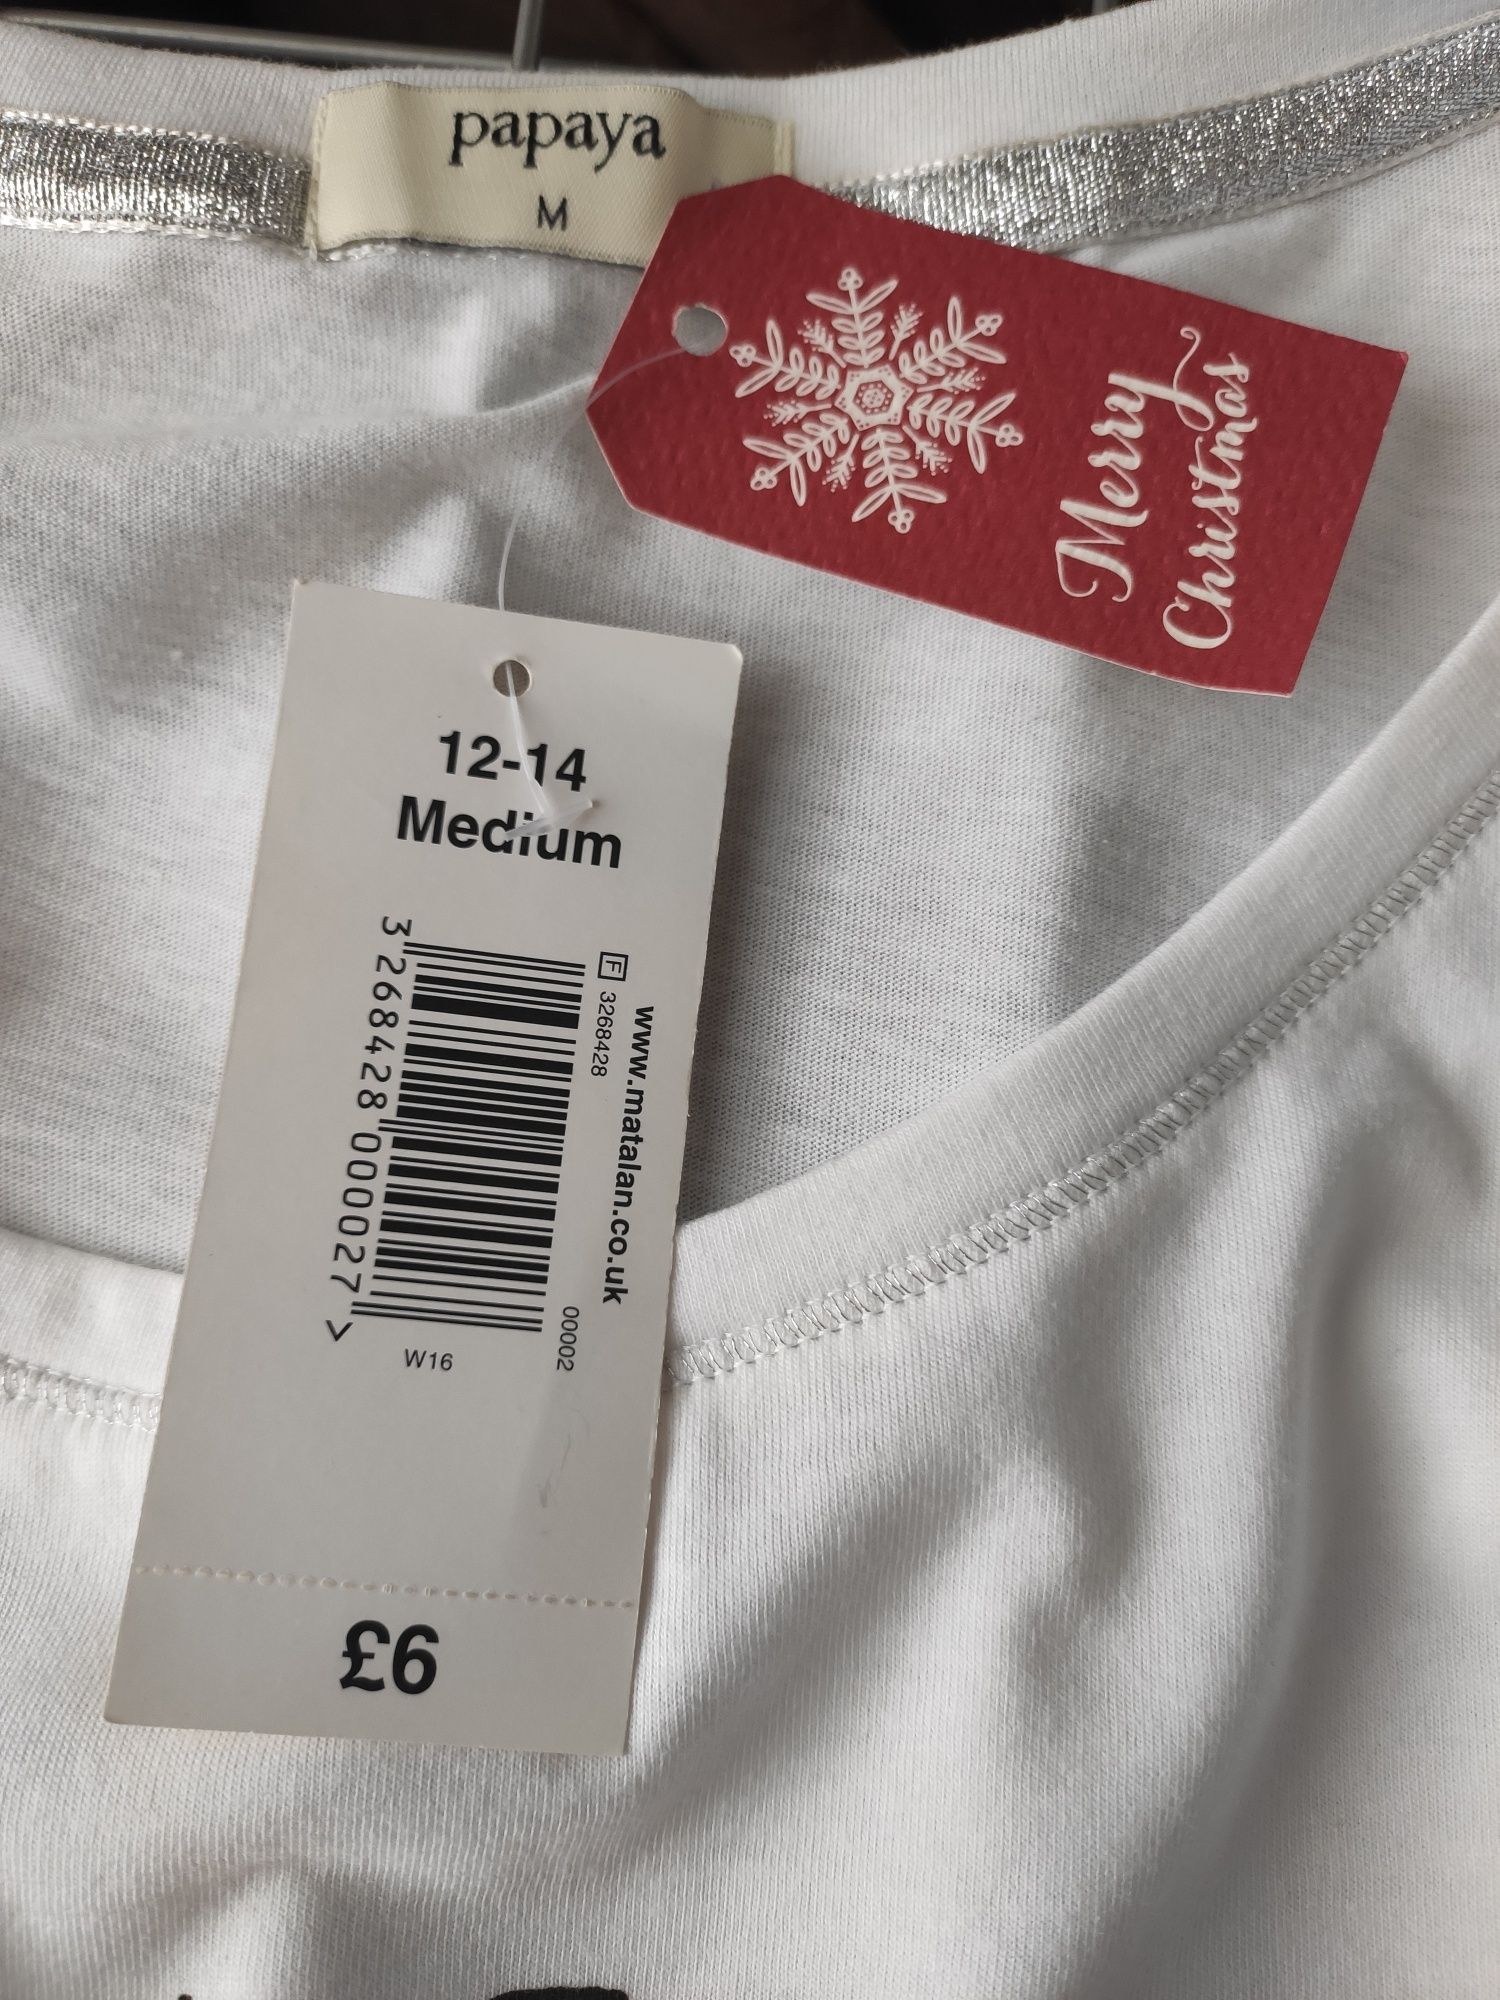 papaya
M
Merry
Christmas
12-14
Medium
www.matalan.co.uk
F 3268428
00002
3 268428 000027 >
W16
£6